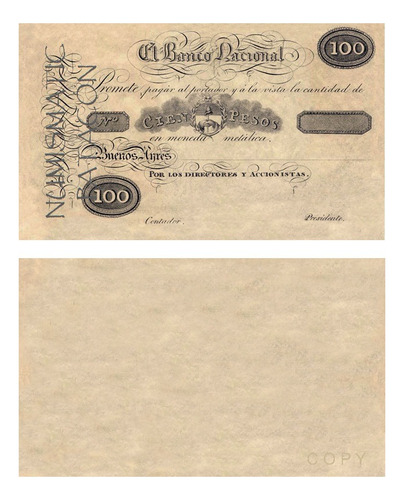 El Banco Nacional
100
Promete pagar al portador y à la vista la cantidad de
Nº
CIEN PESOS
en moneda metálica.
Buenos Ayres
POR LOS DIRECTORES Y ACCIONISTAS.
100
Contador.
Presidente.
COPY